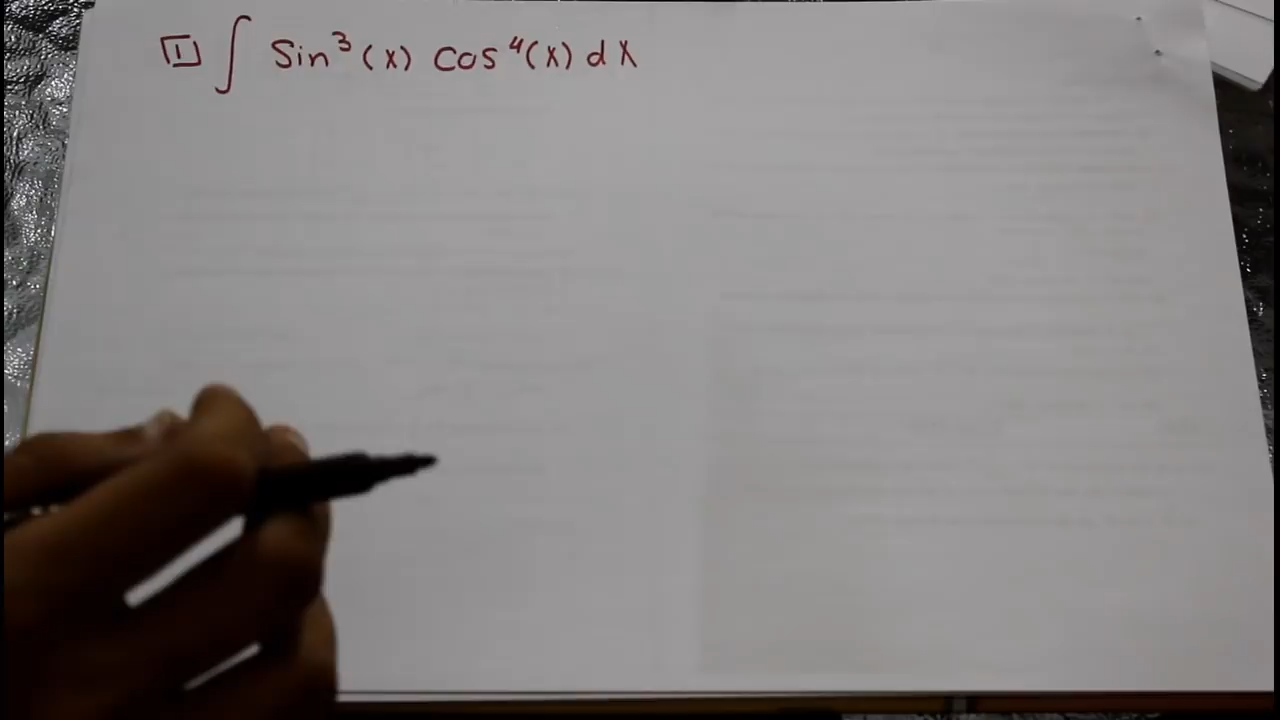 1 ∫ Sin³(x) cos⁴(x) dx